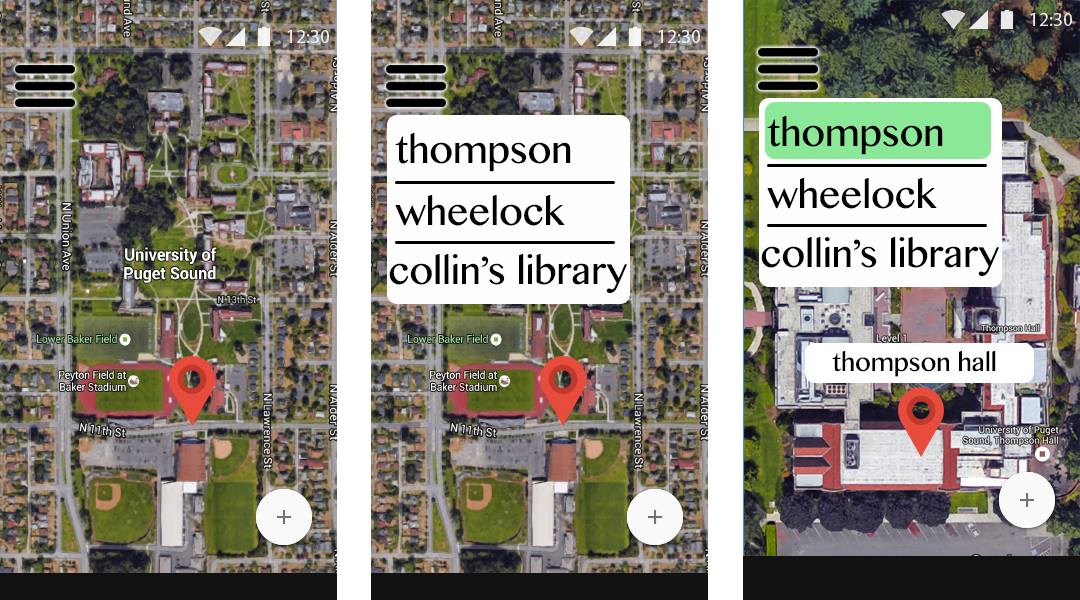 12:30
N Union Ave
University of
Puget Sound
N 13th St
Lower Baker Field
Peyton Field at
Baker Stadium
N 11th St
N Lawrence St
N Alder St
12:30
thompson
wheelock
collin's library
Lower Baker Field
Peyton Field at
Baker Stadium
N 11th St
N Lawrence St
N Alder St
12:30
thompson
wheelock
collin's library
Thompson Hall
Level 1
thompson hall
University of Puget
Sound, Thompson Hall